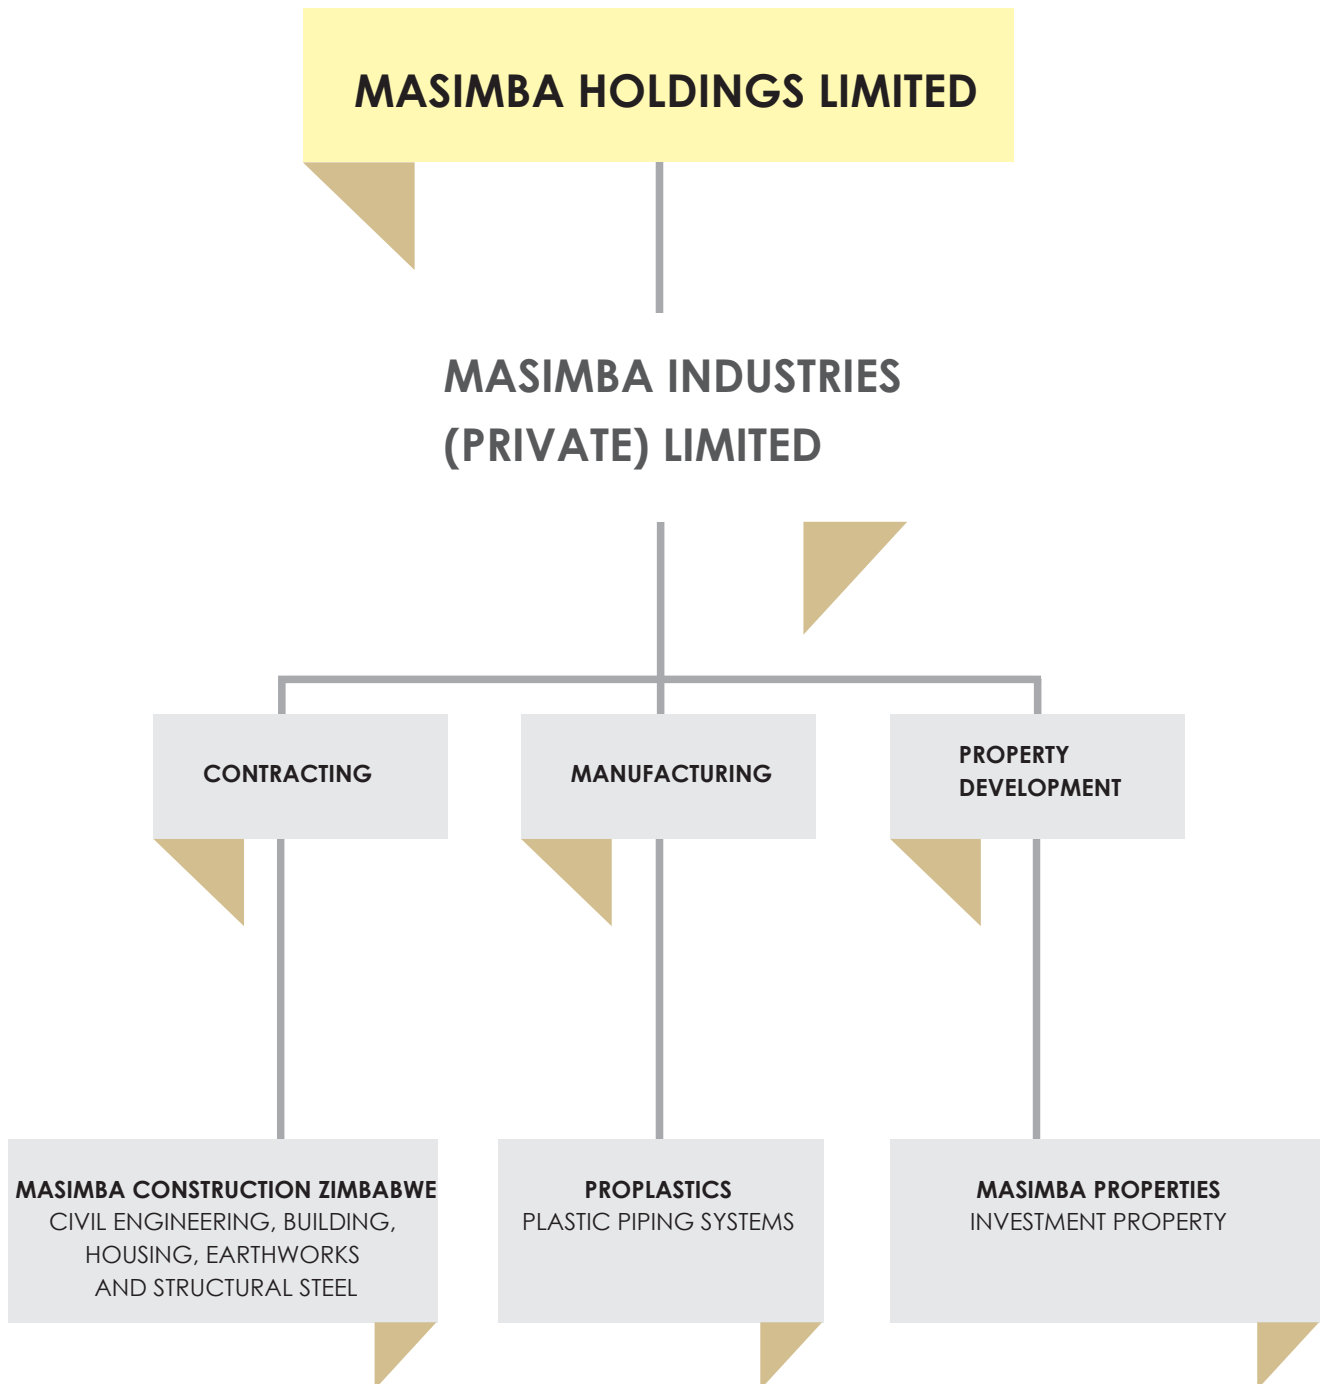 MASIMBA HOLDINGS LIMITED
MASIMBA INDUSTRIES
(PRIVATE) LIMITED
CONTRACTING
MANUFACTURING
PROPERTY
DEVELOPMENT
MASIMBA CONSTRUCTION ZIMBABWE
CIVIL ENGINEERING, BUILDING,
HOUSING, EARTHWORKS
AND STRUCTURAL STEEL
PROPLASTICS
PLASTIC PIPING SYSTEMS
MASIMBA PROPERTIES
INVESTMENT PROPERTY